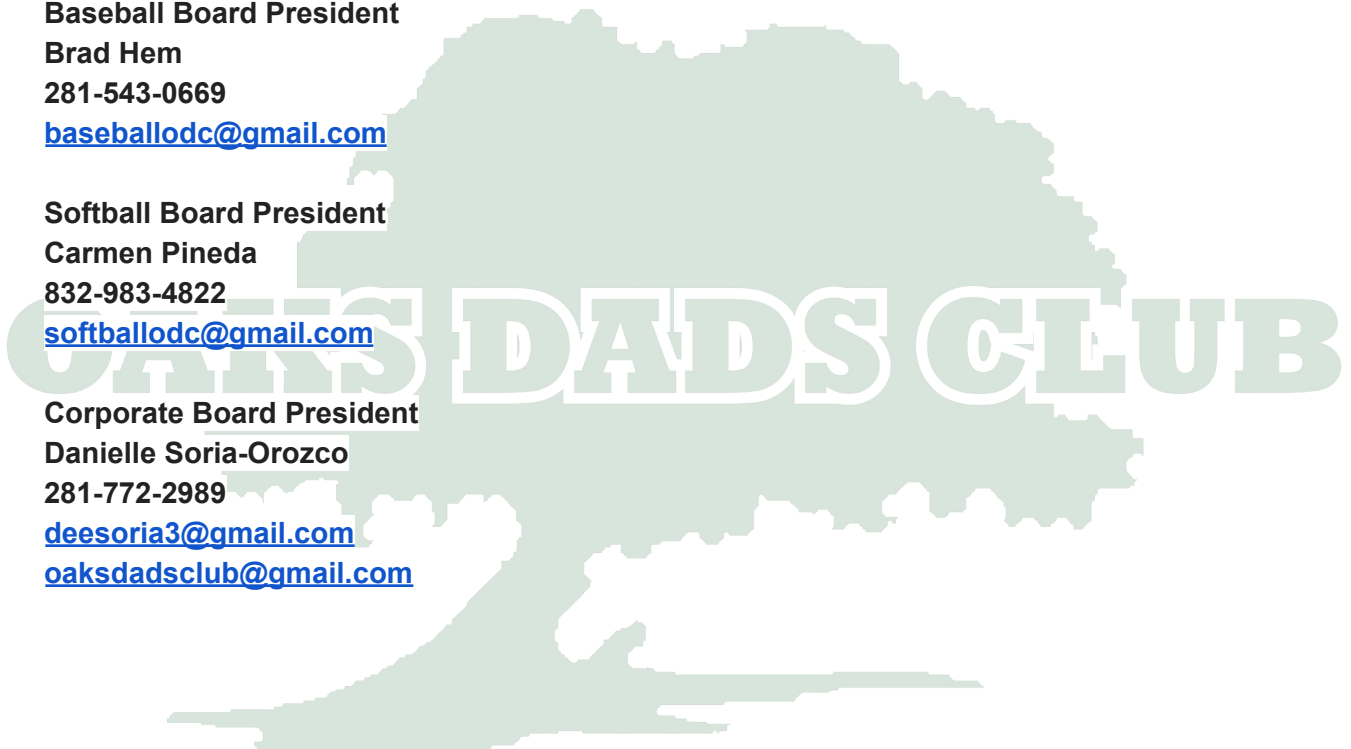 Baseball Board President
Brad Hem
281-543-0669
baseballodc@gmail.com
Softball Board President
Carmen Pineda
832-983-4822
softballodc@gmail.com
OAKS DADS CLUB
Corporate Board President
Danielle Soria-Orozco
281-772-2989
deesoria3@gmail.com
oaksdadsclub@gmail.com